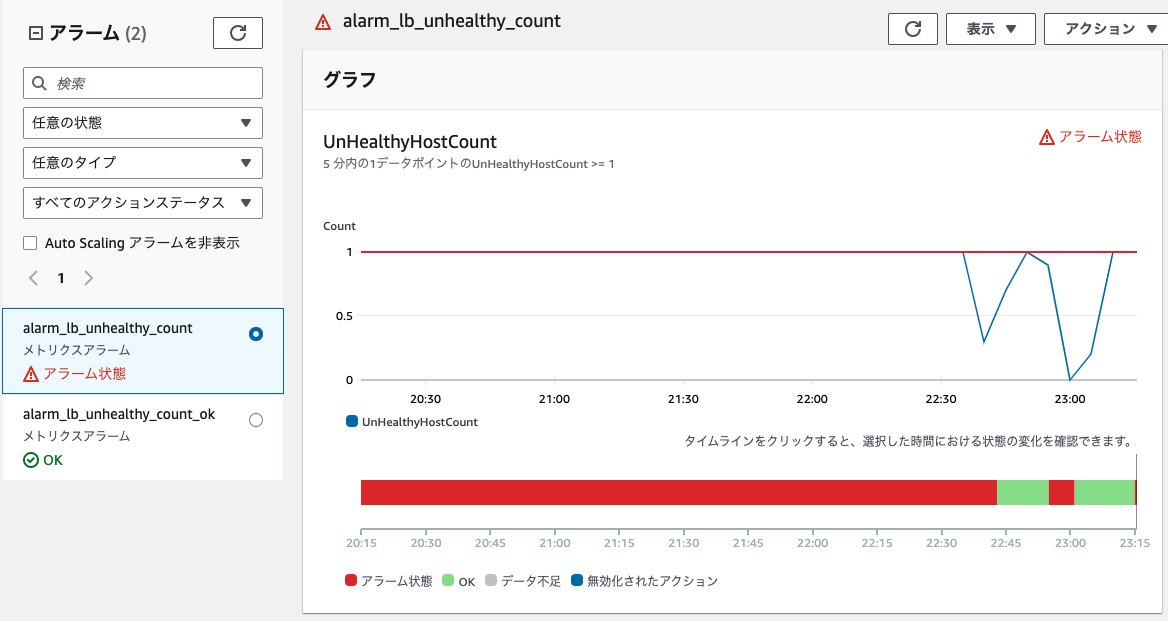 アラーム (2)
検索
任意の状態
任意のタイプ
すべてのアクションステータス
Auto Scaling アラームを非表示
1
alarm_lb_unhealthy_count
メトリクスアラーム
アラーム状態
alarm_lb_unhealthy_count_ok
メトリクスアラーム
OK
alarm_lb_unhealthy_count
表示
アクション
グラフ
UnHealthyHostCount
アラーム状態
5 分内の1データポイントのUnHealthyHostCount >= 1
Count
1
0.5
0
20:30 21:00 21:30 22:00 22:30 23:00
UnHealthyHostCount
タイムラインをクリックすると、選択した時間における状態の変化を確認できます。
20:15 20:30 20:45 21:00 21:15 21:30 21:45 22:00 22:15 22:30 22:45 23:00 23:15
アラーム状態 OK データ不足 無効化されたアクション